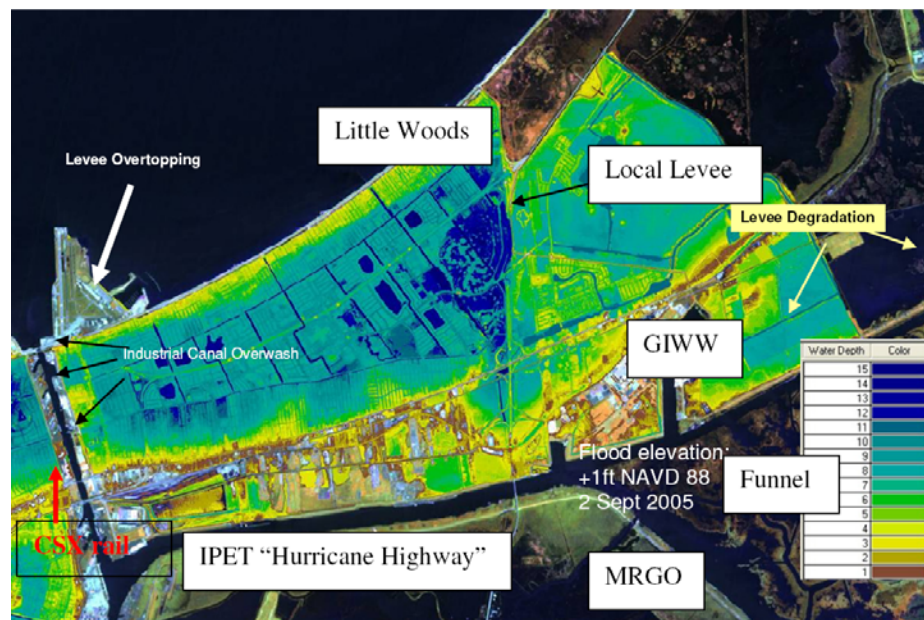 Little Woods
Levee Overtopping
Local Levee
Levee Degradation
Industrial Canal Overwash
GIWW
Water Depth Color
15
14
13
12
11
10
9
8
7
6
5
4
3
2
1
Flood elevation:
+1ft NAVD 88
2 Sept 2005
Funnel
CSX rail
IPET “Hurricane Highway”
MRGO